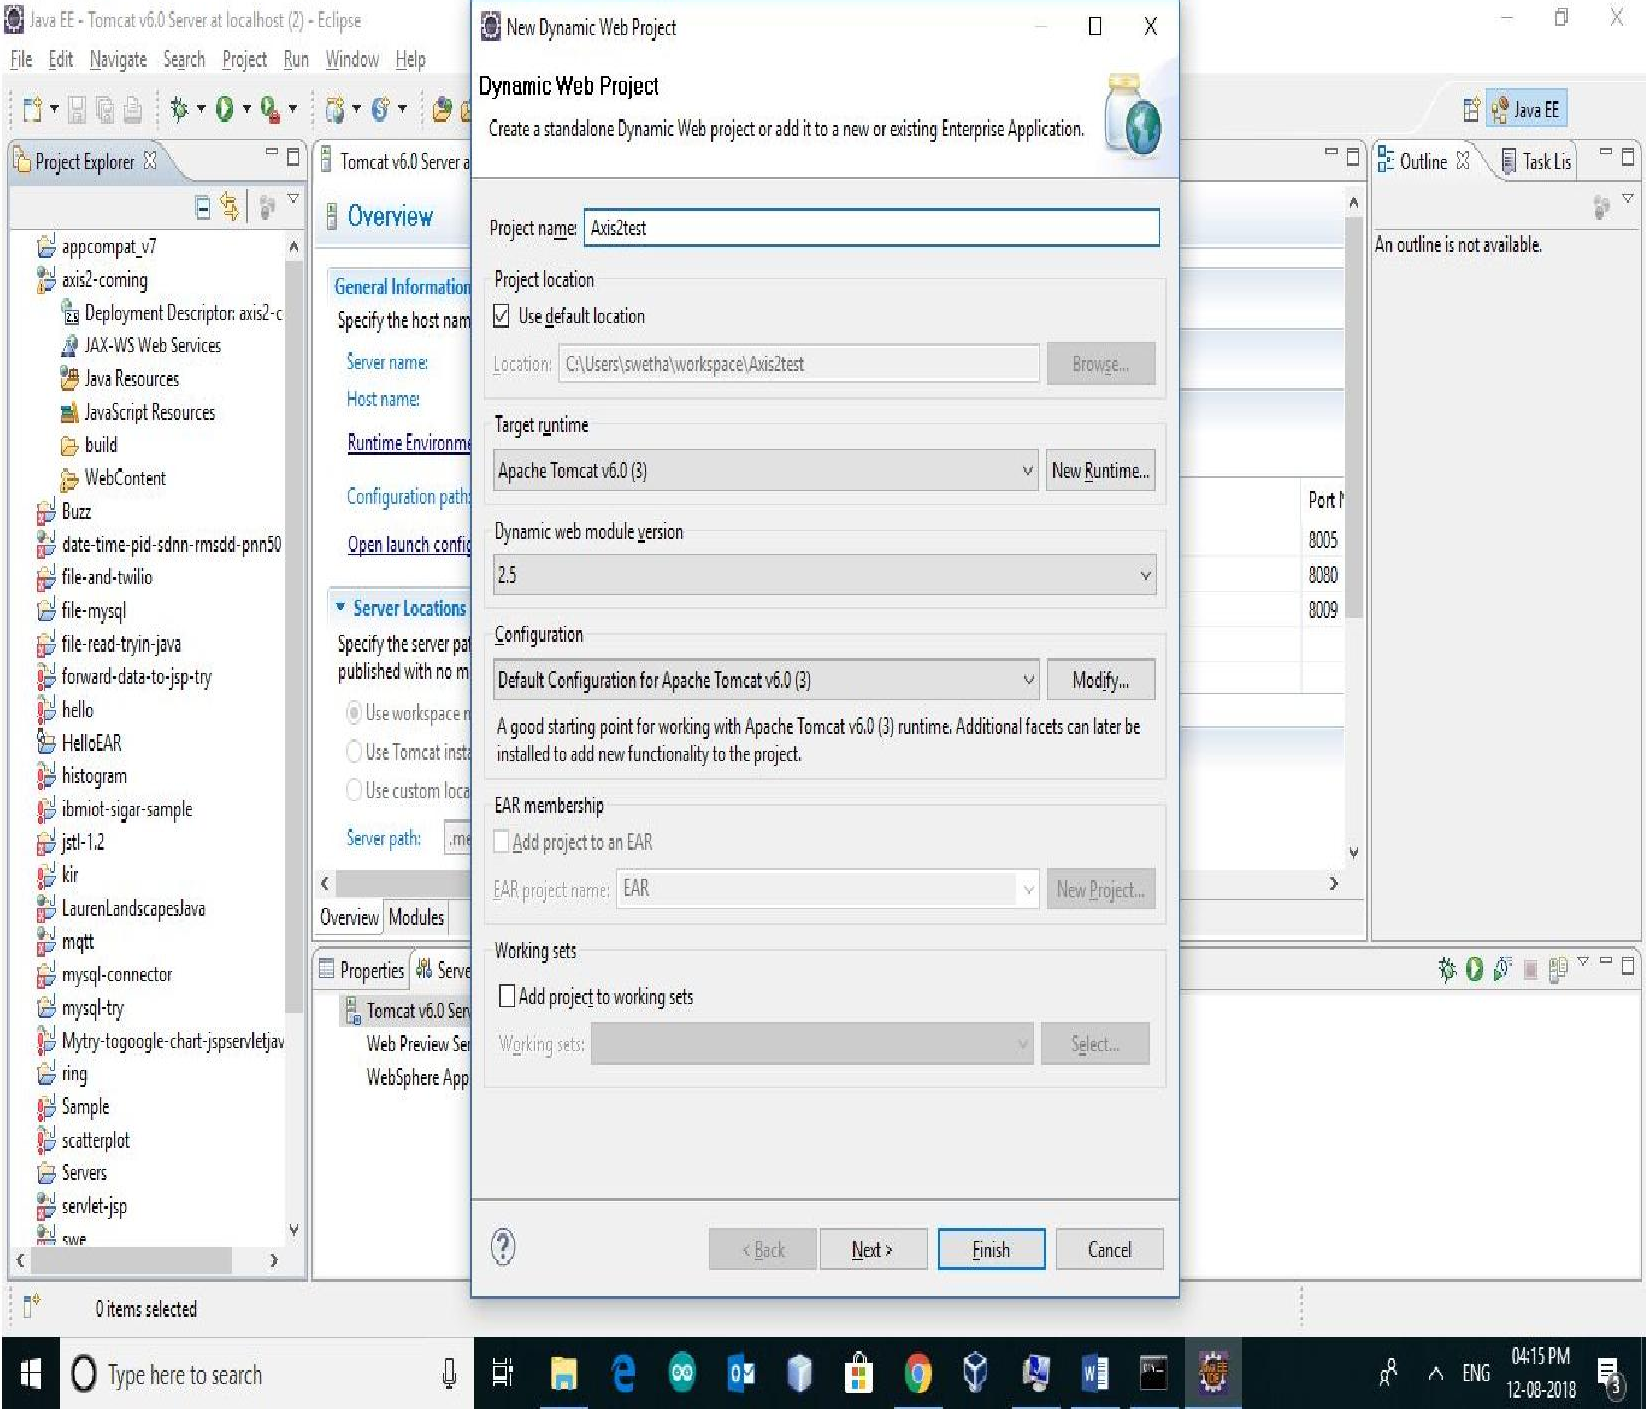 Java EE - Tomcat v6.0 Server at localhost (2) - Eclipse
File Edit Navigate Search Project Run Window Help
Java EE
Project Explorer
appcompat_v7
axis2-coming
Deployment Descriptor: axis2-c
JAX-WS Web Services
Java Resources
JavaScript Resources
build
WebContent
Buzz
date-time-pid-sdnn-rmsdd-pnn50
file-and-twilio
file-mysql
file-read-tryin-java
forward-data-to-jsp-try
hello
HelloEAR
histogram
ibmiot-sigar-sample
jstl-1.2
kir
LaurenLandscapesJava
mqtt
mysql-connector
mysql-try
Mytry-togoogle-chart-jspservletjav
ring
Sample
scatterplot
Servers
servlet-jsp
swe
Tomcat v6.0 Server a
Overview
General Information
Specify the host nam
Server name:
Host name:
Runtime Environme
Configuration path:
Open launch config
Server Locations
Specify the server pat
published with no m
Use workspace m
Use Tomcat insta
Use custom loca
Server path: .me
Overview Modules
Properties Serve
Tomcat v6.0 Serv
Web Preview Ser
WebSphere App
New Dynamic Web Project
Dynamic Web Project
Create a standalone Dynamic Web project or add it to a new or existing Enterprise Application.
Project name: Axis2test
Project location
Use default location
Location: C:\Users\swetha\workspace\Axis2test Browse...
Target runtime
Apache Tomcat v6.0 (3) New Runtime...
Dynamic web module version
2.5
Configuration
Default Configuration for Apache Tomcat v6.0 (3) Modify...
A good starting point for working with Apache Tomcat v6.0 (3) runtime. Additional facets can later be
installed to add new functionality to the project.
EAR membership
Add project to an EAR
EAR project name: EAR New Project...
Working sets
Add project to working sets
Working sets: Select...
< Back Next > Finish Cancel
Port N
8005
8080
8009
Outline Task Lis
An outline is not available.
0 items selected
Type here to search
ENG
04:15 PM
12-08-2018
3